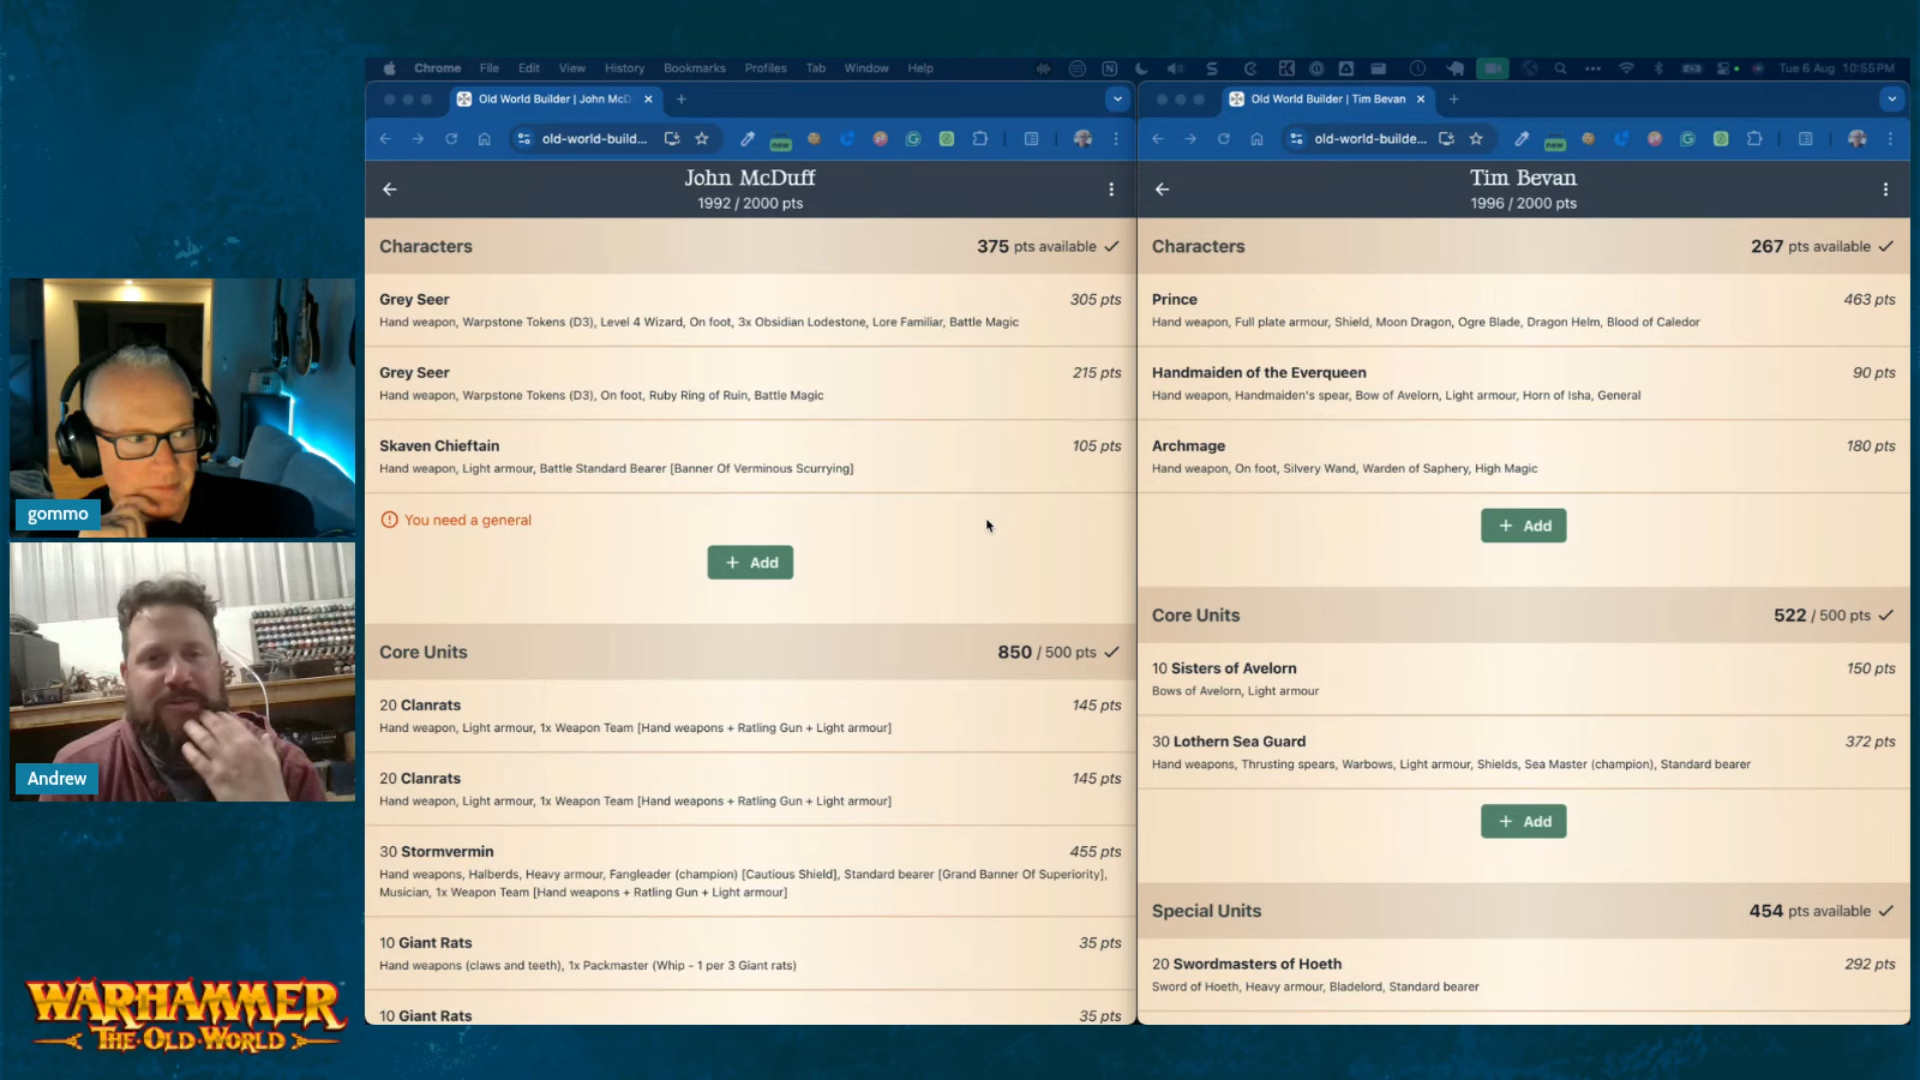 Chrome File Edit View History Bookmarks Profiles Tab Window Help
Tue 6 Aug 10:55PM
Old World Builder | John McD
old-world-build...
new
John McDuff
1992 / 2000 pts
Characters 375 pts available
Grey Seer 305 pts
Hand weapon, Warpstone Tokens (D3), Level 4 Wizard, On foot, 3x Obsidian Lodestone, Lore Familiar, Battle Magic
Grey Seer 215 pts
Hand weapon, Warpstone Tokens (D3), On foot, Ruby Ring of Ruin, Battle Magic
Skaven Chieftain 105 pts
Hand weapon, Light armour, Battle Standard Bearer [Banner Of Verminous Scurrying]
You need a general
+ Add
Core Units 850 / 500 pts
20 Clanrats 145 pts
Hand weapon, Light armour, 1x Weapon Team [Hand weapons + Ratling Gun + Light armour]
20 Clanrats 145 pts
Hand weapon, Light armour, 1x Weapon Team [Hand weapons + Ratling Gun + Light armour]
30 Stormvermin 455 pts
Hand weapons, Halberds, Heavy armour, Fangleader (champion) [Cautious Shield], Standard bearer [Grand Banner Of Superiority],
Musician, 1x Weapon Team [Hand weapons + Ratling Gun + Light armour]
10 Giant Rats 35 pts
Hand weapons (claws and teeth), 1x Packmaster (Whip - 1 per 3 Giant rats)
10 Giant Rats 35 pts
Old World Builder | Tim Bevan
old-world-builde...
new
Tim Bevan
1996 / 2000 pts
Characters 267 pts available
Prince 463 pts
Hand weapon, Full plate armour, Shield, Moon Dragon, Ogre Blade, Dragon Helm, Blood of Caledor
Handmaiden of the Everqueen 90 pts
Hand weapon, Handmaiden's spear, Bow of Avelorn, Light armour, Horn of Isha, General
Archmage 180 pts
Hand weapon, On foot, Silvery Wand, Warden of Saphery, High Magic
+ Add
Core Units 522 / 500 pts
10 Sisters of Avelorn 150 pts
Bows of Avelorn, Light armour
30 Lothern Sea Guard 372 pts
Hand weapons, Thrusting spears, Warbows, Light armour, Shields, Sea Master (champion), Standard bearer
+ Add
Special Units 454 pts available
20 Swordmasters of Hoeth 292 pts
Sword of Hoeth, Heavy armour, Bladelord, Standard bearer
gommo
Andrew
WARHAMMER
THE OLD WORLD